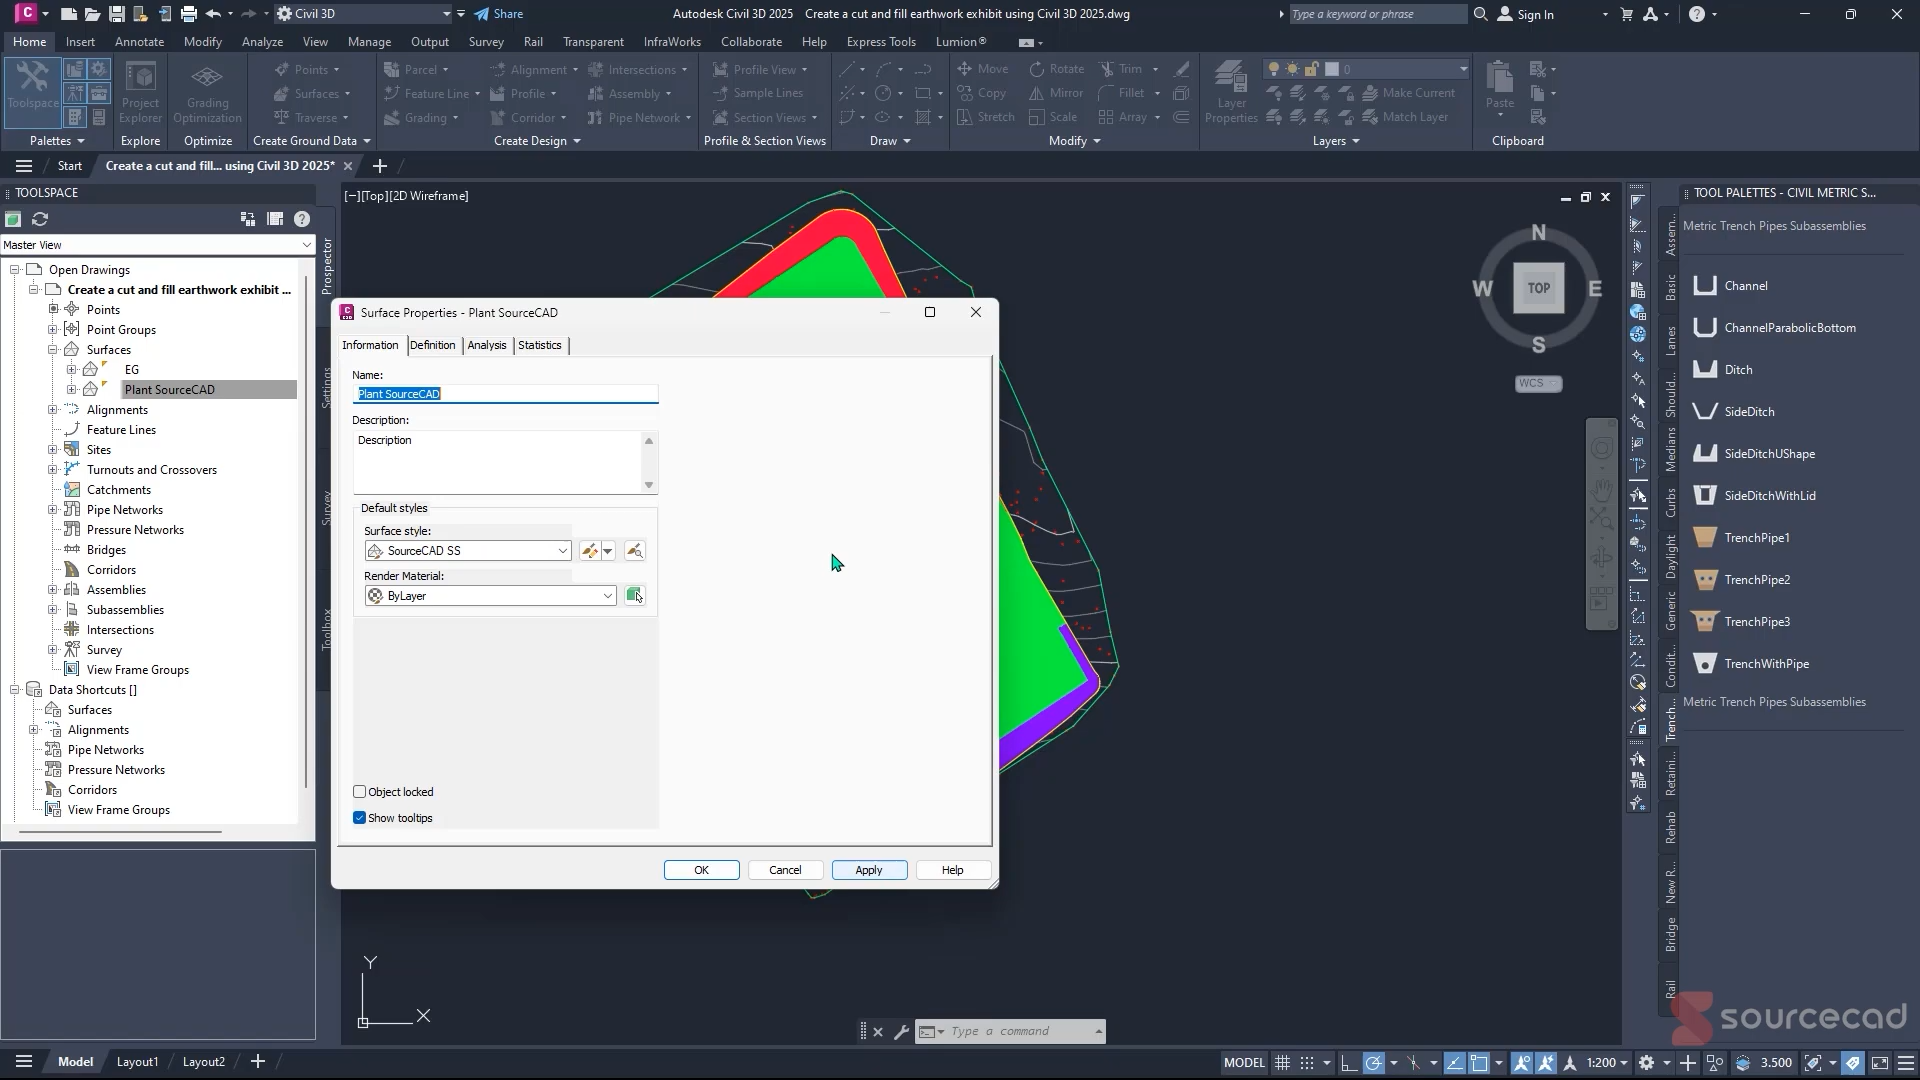 Civil 3D
Share
Autodesk Civil 3D 2025
Create a cut and fill earthwork exhibit using Civil 3D 2025.dwg
Type a keyword or phrase
Sign In
Home
Insert
Annotate
Modify
Analyze
View
Manage
Output
Survey
Rail
Transparent
InfraWorks
Collaborate
Help
Express Tools
Lumion®
Toolspace
Palettes
Project
Explorer
Explore
Grading
Optimization
Optimize
Points
Surfaces
Traverse
Create Ground Data
Parcel
Feature Line
Grading
Alignment
Profile
Corridor
Intersections
Assembly
Pipe Network
Create Design
Profile View
Sample Lines
Section Views
Profile & Section Views
Draw
Move
Copy
Stretch
Rotate
Mirror
Scale
Trim
Fillet
Array
Modify
Layer
Properties
0
Make Current
Match Layer
Layers
Paste
Clipboard
Start
Create a cut and fill... using Civil 3D 2025*
TOOLSPACE
Master View
Open Drawings
Create a cut and fill earthwork exhibit ...
Points
Point Groups
Surfaces
EG
Plant SourceCAD
Alignments
Feature Lines
Sites
Turnouts and Crossovers
Catchments
Pipe Networks
Pressure Networks
Bridges
Corridors
Assemblies
Subassemblies
Intersections
Survey
View Frame Groups
Data Shortcuts []
Surfaces
Alignments
Pipe Networks
Pressure Networks
Corridors
View Frame Groups
Prospector
Settings
Survey
Toolbox
[−][Top][2D Wireframe]
Surface Properties - Plant SourceCAD
Information
Definition
Analysis
Statistics
Name:
Plant SourceCAD
Description:
Description
Default styles
Surface style:
SourceCAD SS
Render Material:
ByLayer
Object locked
Show tooltips
OK
Cancel
Apply
Help
N
W
TOP
E
S
WCS
Y
X
Type a command
TOOL PALETTES - CIVIL METRIC S...
Metric Trench Pipes Subassemblies
Channel
ChannelParabolicBottom
Ditch
SideDitch
SideDitchUShape
SideDitchWithLid
TrenchPipe1
TrenchPipe2
TrenchPipe3
TrenchWithPipe
Metric Trench Pipes Subassemblies
Assem...
Basic
Lanes
Should...
Medians
Curbs
Daylight
Generic
Condit...
Trench...
Retaini...
Rehab
New R...
Bridge
Rail
sourcecad
Model
Layout1
Layout2
MODEL
1:200
3.500